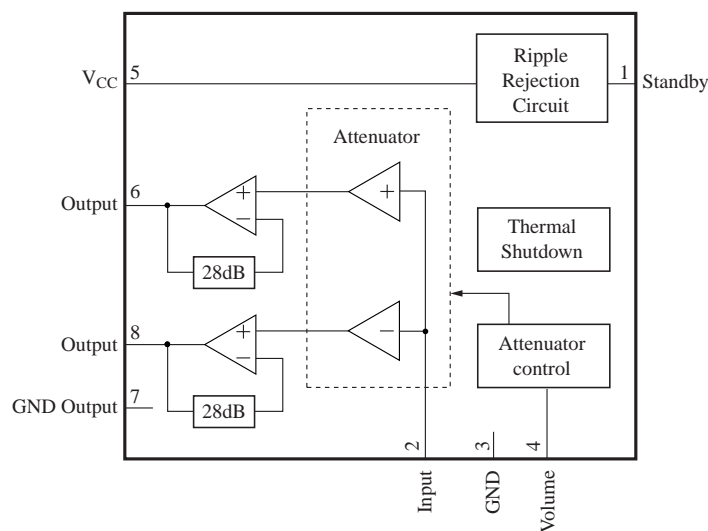 Ripple
Rejection
Circuit
V_CC
5
1
Standby
Attenuator
Output
6
+
−
+
28dB
Thermal
Shutdown
Output
8
+
−
−
28dB
Attenuator
control
GND Output
7
2
3
4
Input
GND
Volume